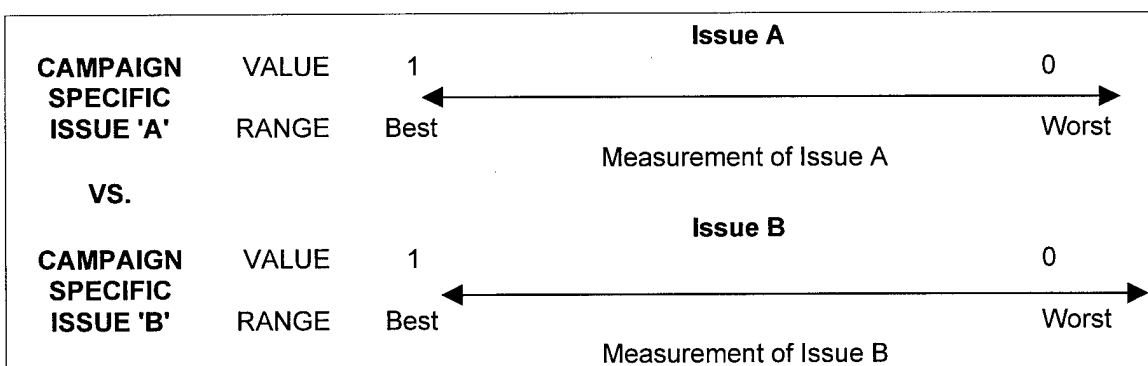 Issue A
CAMPAIGN VALUE 1 0
SPECIFIC
ISSUE 'A' RANGE Best Worst
Measurement of Issue A
VS.
Issue B
CAMPAIGN VALUE 1 0
SPECIFIC
ISSUE 'B' RANGE Best Worst
Measurement of Issue B